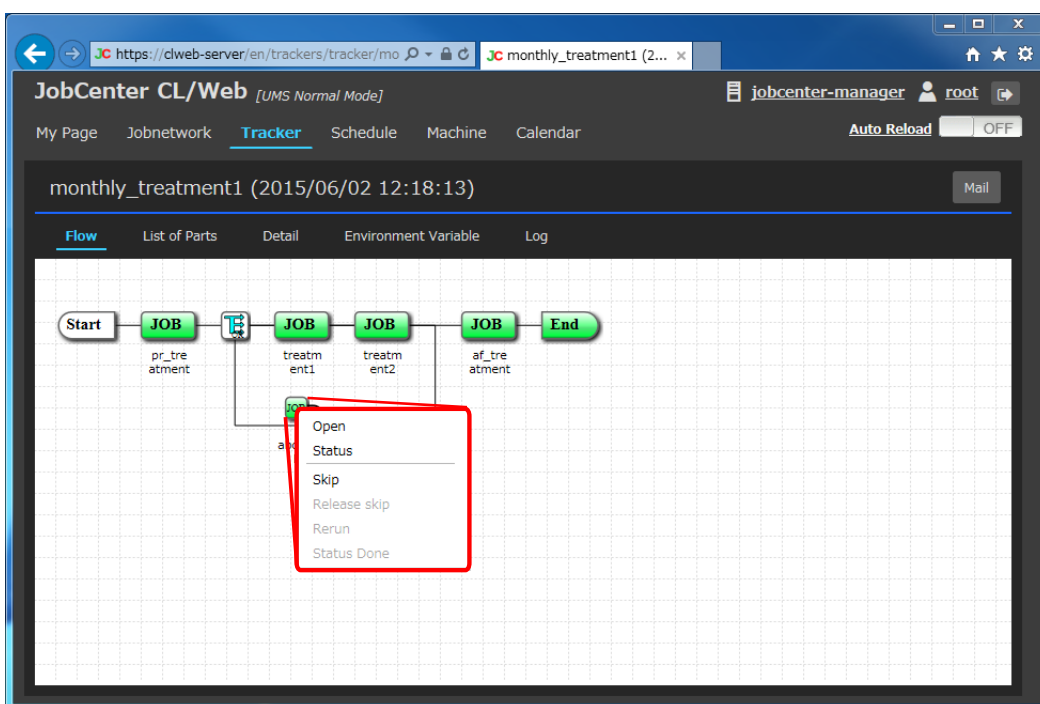 JC https://clweb-server/en/trackers/tracker/mo
JC monthly_treatment1 (2... x
JobCenter CL/Web [UMS Normal Mode]
jobcenter-manager root
My Page Jobnetwork Tracker Schedule Machine Calendar
Auto Reload OFF
monthly_treatment1 (2015/06/02 12:18:13)
Mail
Flow List of Parts Detail Environment Variable Log
Start JOB JOB JOB JOB End
pr_tre
atment
treatm
ent1
treatm
ent2
af_tre
atment
JOB
Open
Status
Skip
Release skip
Rerun
Status Done